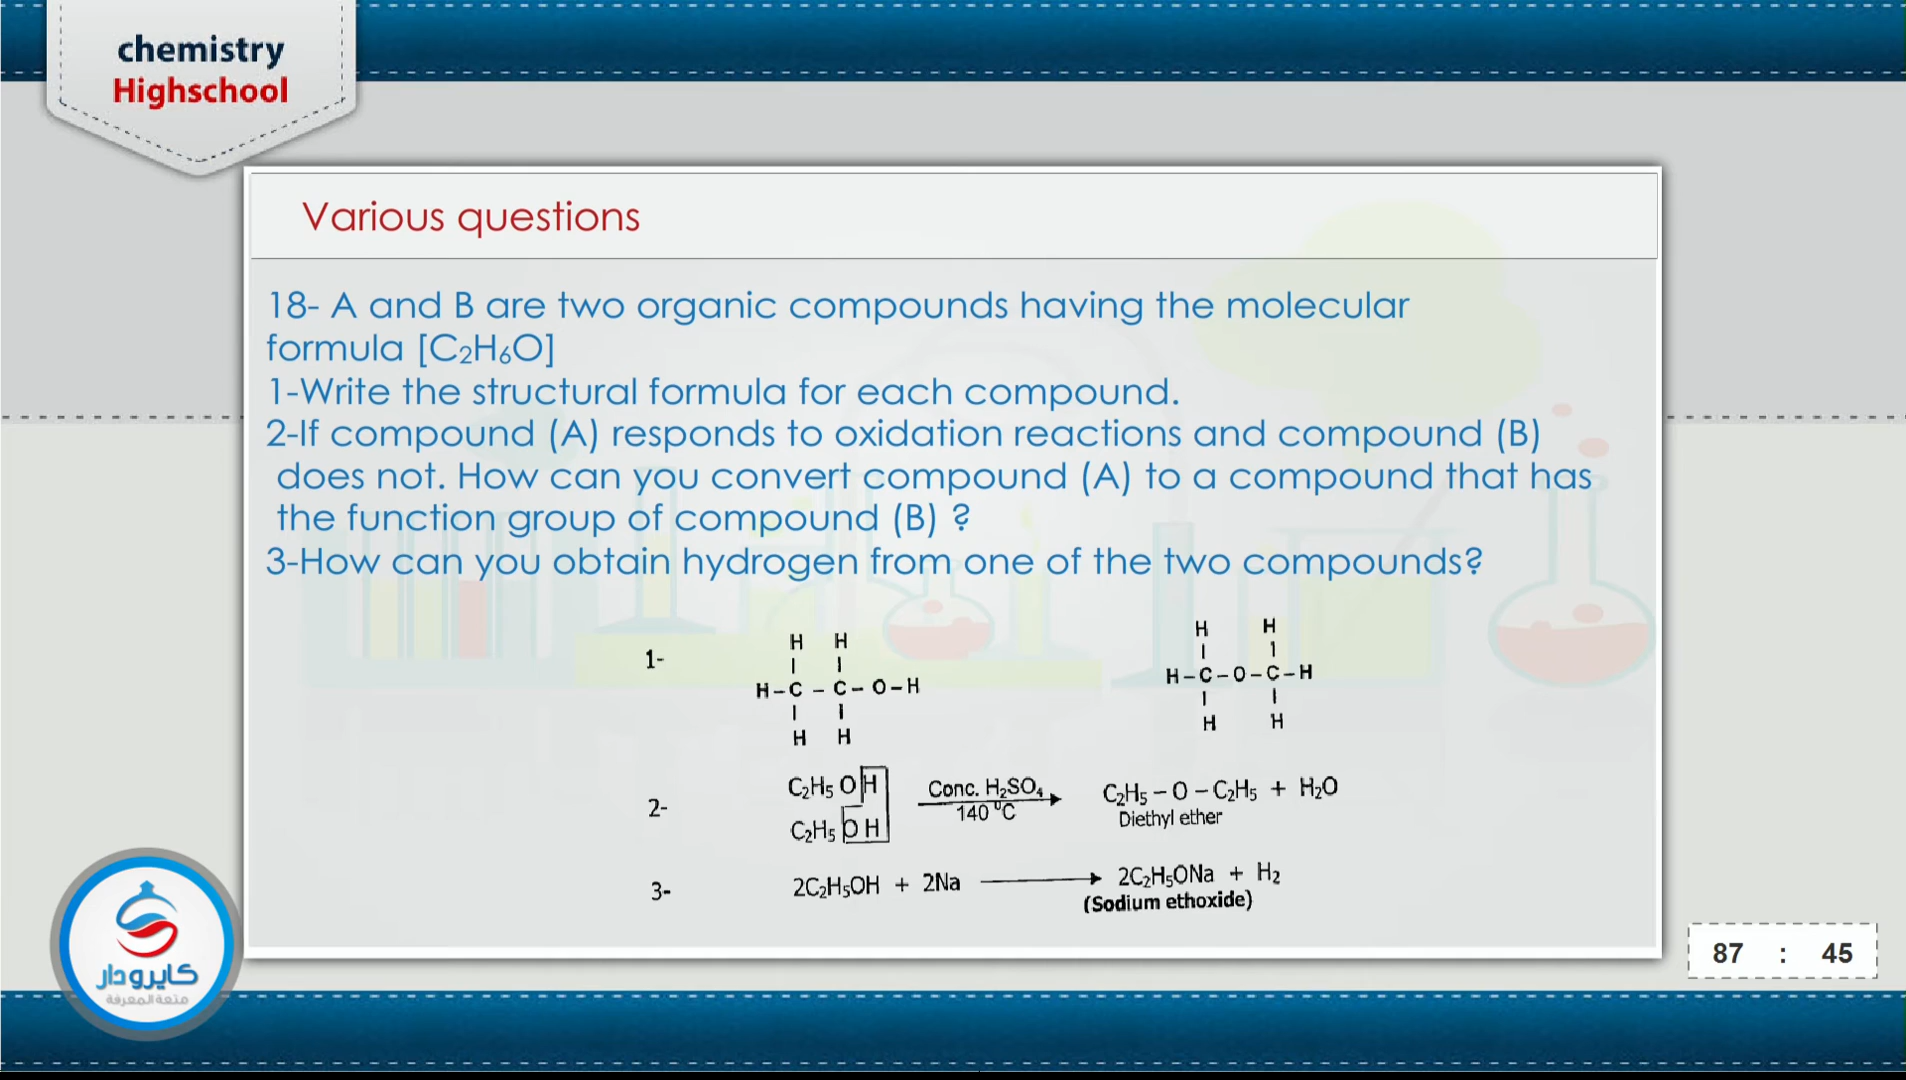 chemistry
Highschool
Various questions
18- A and B are two organic compounds having the molecular
formula [C₂H₆O]
1-Write the structural formula for each compound.
2-If compound (A) responds to oxidation reactions and compound (B)
does not. How can you convert compound (A) to a compound that has
the function group of compound (B) ?
3-How can you obtain hydrogen from one of the two compounds?
1-
H H
H-C - C- O-H
H H
H H
H-C-O-C-H
H H
2-
C₂H₅ OH
C₂H₅ OH
Conc. H₂SO₄
140 °C
C₂H₅ – O – C₂H₅ + H₂O
Diethyl ether
3-
2C₂H₅OH + 2Na
2C₂H₅ONa + H₂
(Sodium ethoxide)
كايرودار
متعة المعرفة
87 : 45